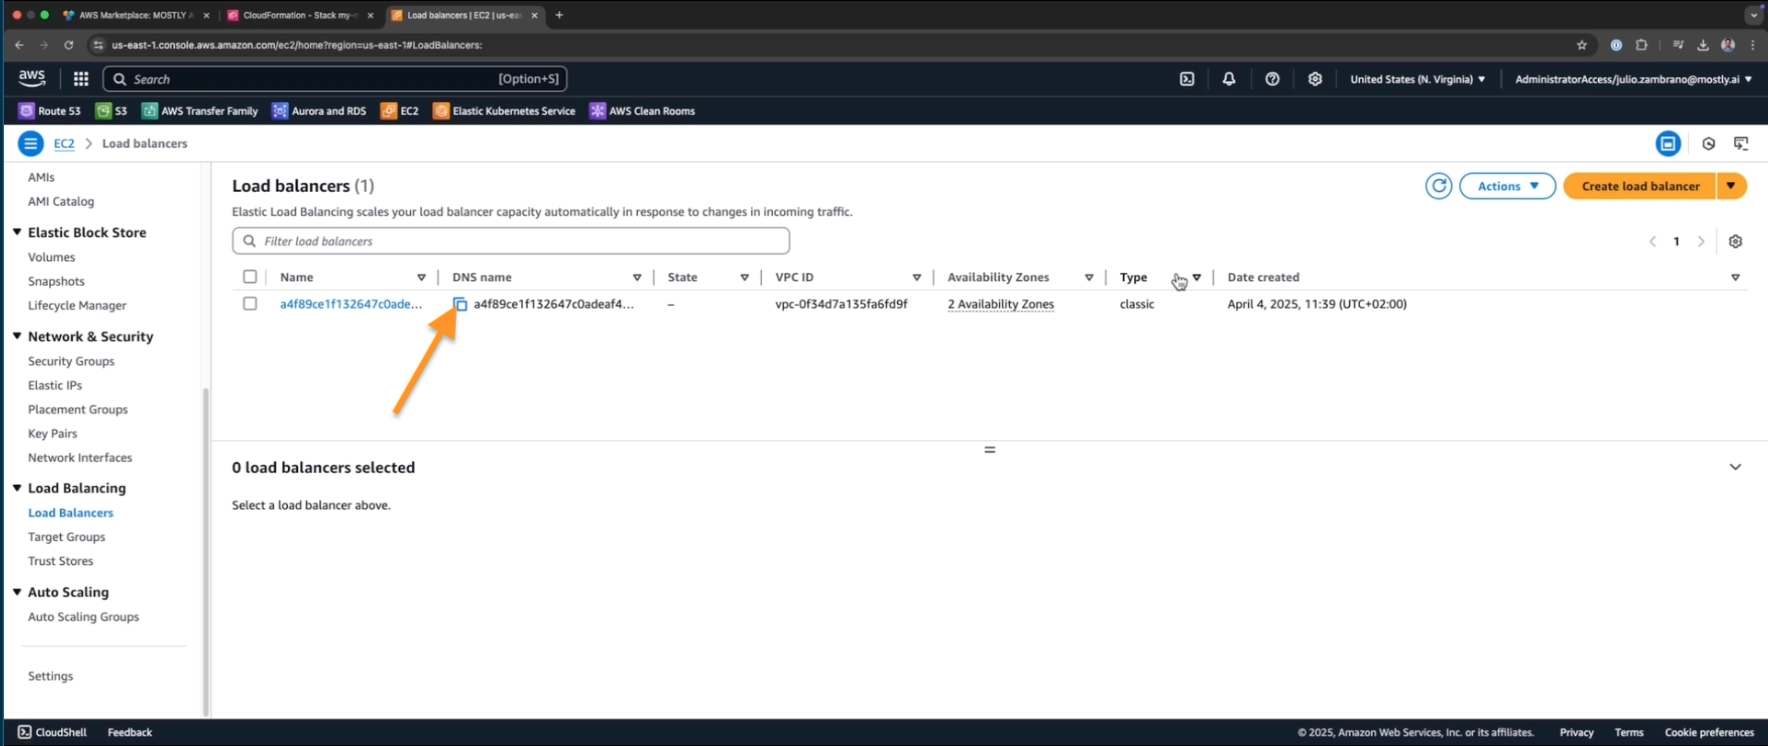 AWS Marketplace: MOSTLY A
CloudFormation - Stack my-n
Load balancers | EC2 | us-eas
us-east-1.console.aws.amazon.com/ec2/home?region=us-east-1#LoadBalancers:
aws
Search
[Option+S]
United States (N. Virginia)
AdministratorAccess/julio.zambrano@mostly.ai
Route 53
S3
AWS Transfer Family
Aurora and RDS
EC2
Elastic Kubernetes Service
AWS Clean Rooms
EC2
Load balancers
AMIs
AMI Catalog
Elastic Block Store
Volumes
Snapshots
Lifecycle Manager
Network & Security
Security Groups
Elastic IPs
Placement Groups
Key Pairs
Network Interfaces
Load Balancing
Load Balancers
Target Groups
Trust Stores
Auto Scaling
Auto Scaling Groups
Settings
Load balancers (1)
Actions
Create load balancer
Elastic Load Balancing scales your load balancer capacity automatically in response to changes in incoming traffic.
Filter load balancers
1
Name
DNS name
State
VPC ID
Availability Zones
Type
Date created
a4f89ce1f132647c0ade...
a4f89ce1f132647c0adeaf4...
–
vpc-0f34d7a135fa6fd9f
2 Availability Zones
classic
April 4, 2025, 11:39 (UTC+02:00)
0 load balancers selected
Select a load balancer above.
CloudShell
Feedback
© 2025, Amazon Web Services, Inc. or its affiliates.
Privacy
Terms
Cookie preferences